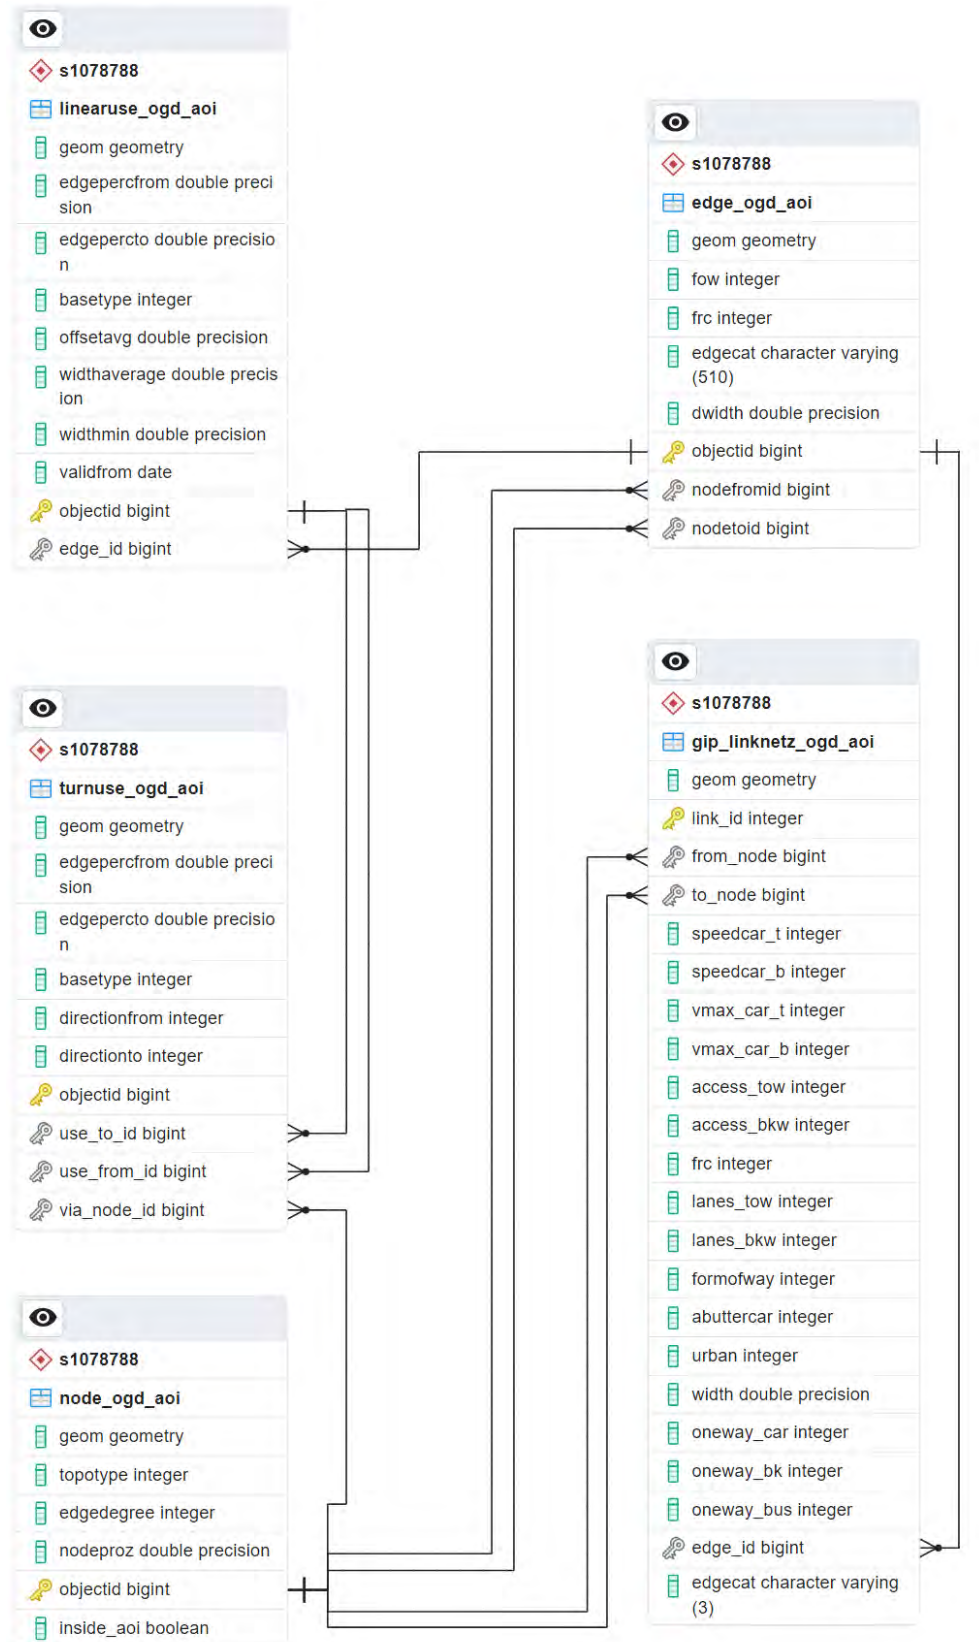 s1078788
linearuse_ogd_aoi
geom geometry
edgepercfrom double preci
sion
edgepercto double precisio
n
basetype integer
offsetavg double precision
widthaverage double precis
ion
widthmin double precision
validfrom date
objectid bigint
edge_id bigint
s1078788
edge_ogd_aoi
geom geometry
fow integer
frc integer
edgecat character varying
(510)
dwidth double precision
objectid bigint
nodefromid bigint
nodetoid bigint
s1078788
turnuse_ogd_aoi
geom geometry
edgepercfrom double preci
sion
edgepercto double precisio
n
basetype integer
directionfrom integer
directionto integer
objectid bigint
use_to_id bigint
use_from_id bigint
via_node_id bigint
s1078788
gip_linknetz_ogd_aoi
geom geometry
link_id integer
from_node bigint
to_node bigint
speedcar_t integer
speedcar_b integer
vmax_car_t integer
vmax_car_b integer
access_tow integer
access_bkw integer
frc integer
lanes_tow integer
lanes_bkw integer
formofway integer
abuttercar integer
urban integer
width double precision
oneway_car integer
oneway_bk integer
oneway_bus integer
edge_id bigint
edgecat character varying
(3)
s1078788
node_ogd_aoi
geom geometry
topotype integer
edgedegree integer
nodeproz double precision
objectid bigint
inside_aoi boolean